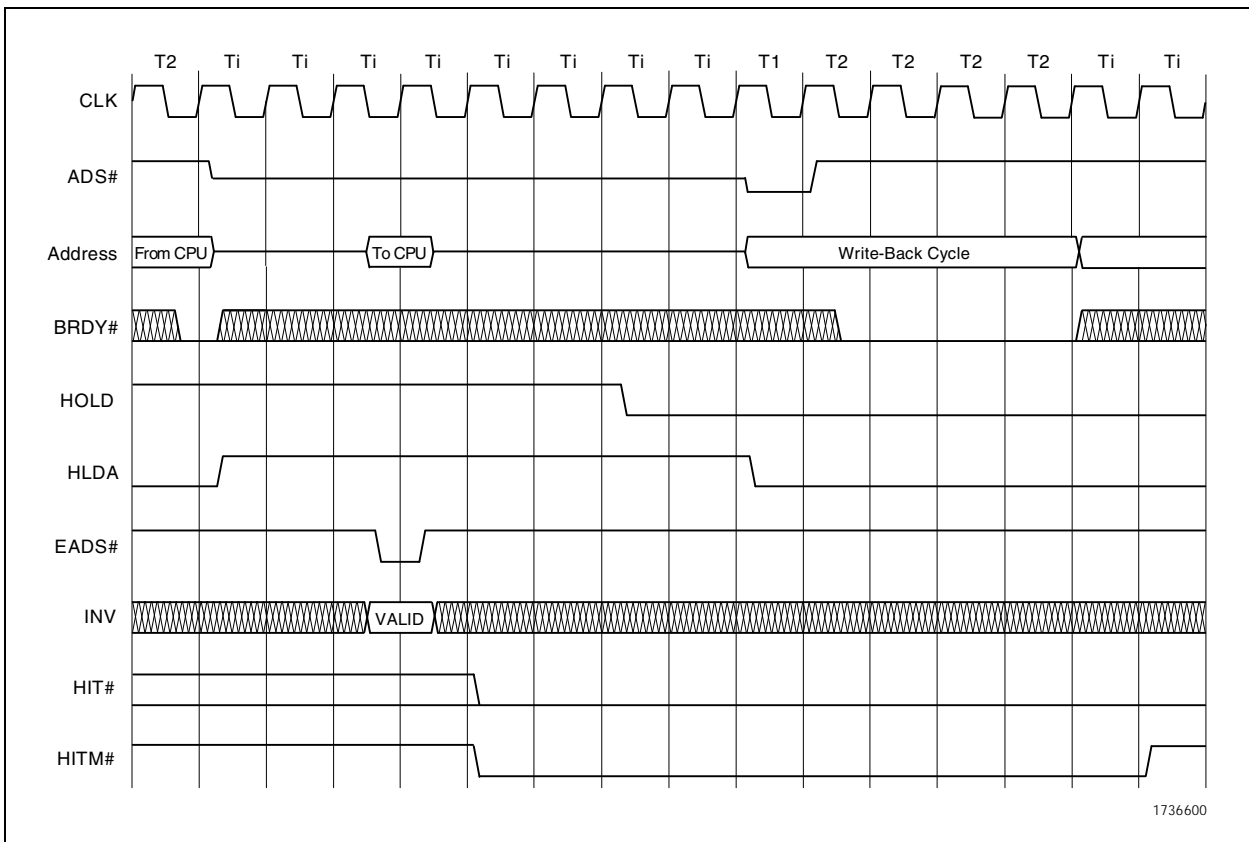 T2 Ti Ti Ti Ti Ti Ti Ti Ti T1 T2 T2 T2 T2 Ti Ti
CLK
ADS#
Address From CPU To CPU Write-Back Cycle
BRDY#
HOLD
HLDA
EADS#
INV VALID
HIT#
HITM#
1736600